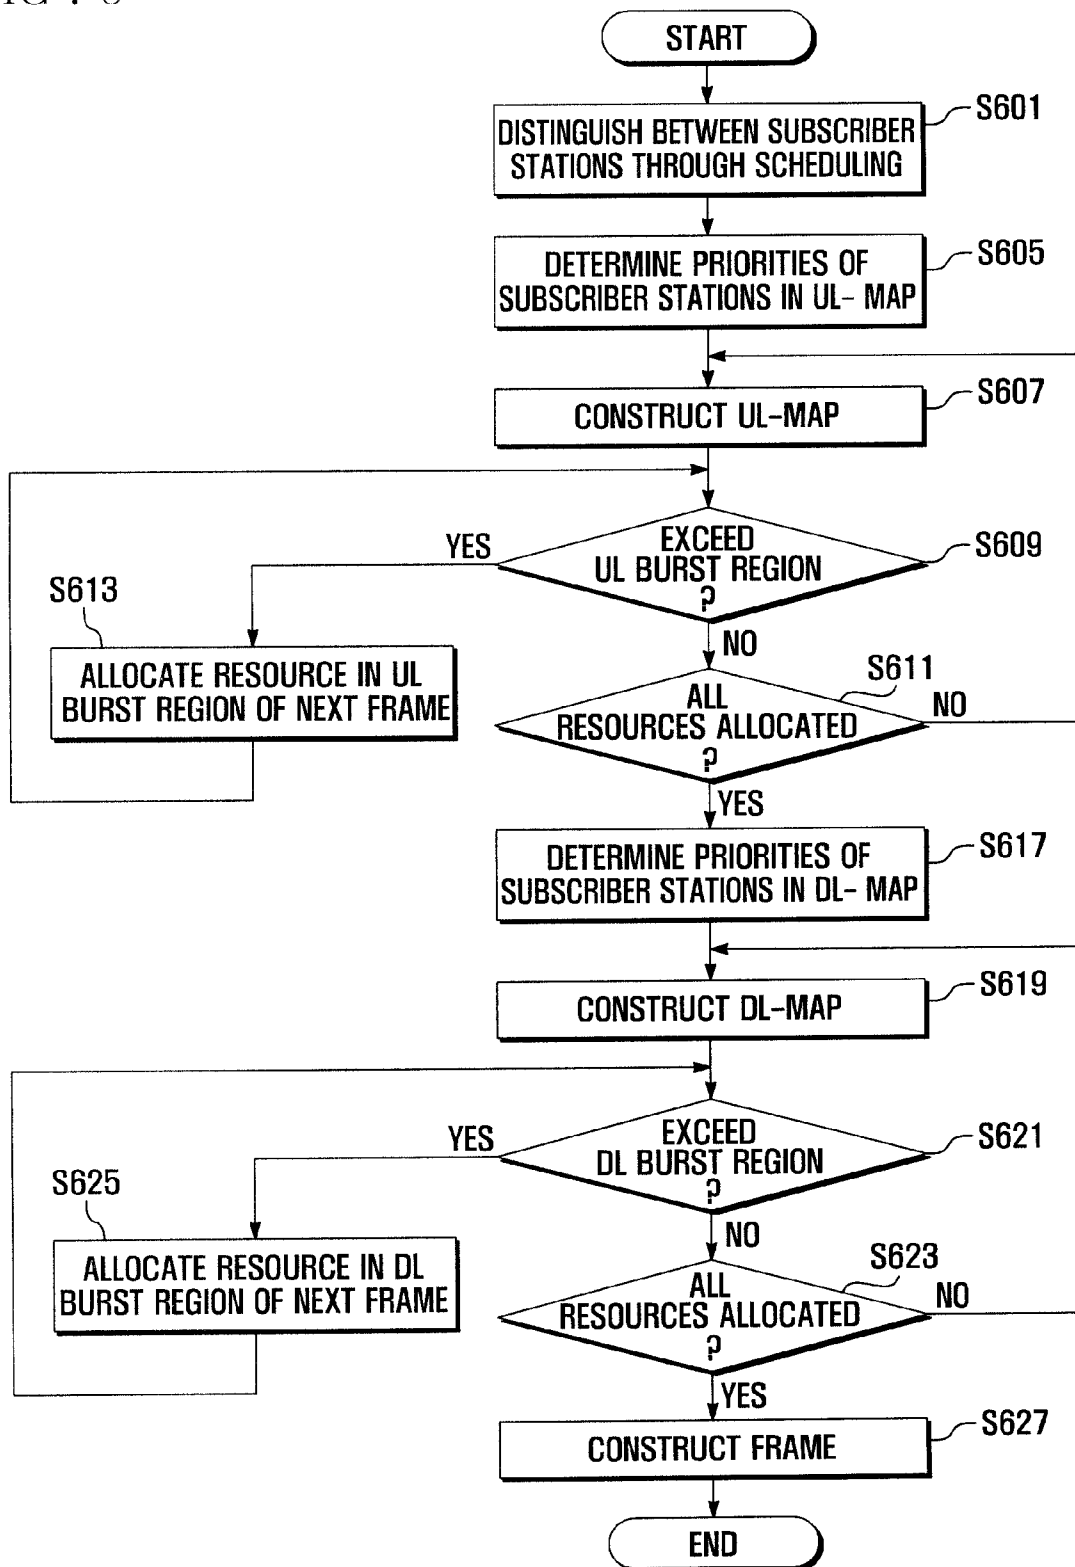 START
S601
DISTINGUISH BETWEEN SUBSCRIBER
STATIONS THROUGH SCHEDULING
S605
DETERMINE PRIORITIES OF
SUBSCRIBER STATIONS IN UL- MAP
S607
CONSTRUCT UL-MAP
YES
EXCEED
UL BURST REGION
?
S609
S613
NO
ALLOCATE RESOURCE IN UL
BURST REGION OF NEXT FRAME
S611
ALL
RESOURCES ALLOCATED
?
NO
YES
S617
DETERMINE PRIORITIES OF
SUBSCRIBER STATIONS IN DL- MAP
S619
CONSTRUCT DL-MAP
YES
EXCEED
DL BURST REGION
?
S621
S625
NO
ALLOCATE RESOURCE IN DL
BURST REGION OF NEXT FRAME
S623
ALL
RESOURCES ALLOCATED
?
NO
YES
S627
CONSTRUCT FRAME
END